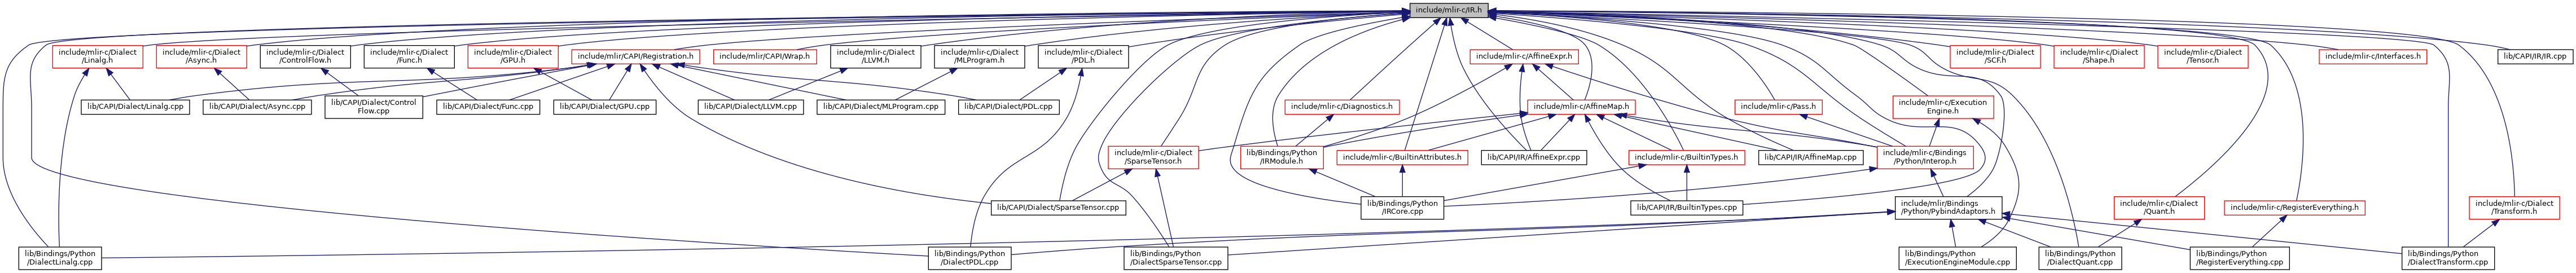 include/mlir-c/IR.h
include/mlir-c/Dialect
/Linalg.h
include/mlir-c/Dialect
/Async.h
include/mlir-c/Dialect
/ControlFlow.h
include/mlir-c/Dialect
/Func.h
include/mlir-c/Dialect
/GPU.h
include/mlir/CAPI/Registration.h
include/mlir/CAPI/Wrap.h
include/mlir-c/Dialect
/LLVM.h
include/mlir-c/Dialect
/MLProgram.h
include/mlir-c/Dialect
/PDL.h
include/mlir-c/AffineExpr.h
include/mlir-c/Dialect
/SCF.h
include/mlir-c/Dialect
/Shape.h
include/mlir-c/Dialect
/Tensor.h
include/mlir-c/Interfaces.h
lib/CAPI/IR/IR.cpp
lib/CAPI/Dialect/Linalg.cpp
lib/CAPI/Dialect/Async.cpp
lib/CAPI/Dialect/Control
Flow.cpp
lib/CAPI/Dialect/Func.cpp
lib/CAPI/Dialect/GPU.cpp
lib/CAPI/Dialect/LLVM.cpp
lib/CAPI/Dialect/MLProgram.cpp
lib/CAPI/Dialect/PDL.cpp
include/mlir-c/Diagnostics.h
include/mlir-c/AffineMap.h
include/mlir-c/Pass.h
include/mlir-c/Execution
Engine.h
include/mlir-c/Dialect
/SparseTensor.h
lib/Bindings/Python
/IRModule.h
include/mlir-c/BuiltinAttributes.h
lib/CAPI/IR/AffineExpr.cpp
include/mlir-c/BuiltinTypes.h
lib/CAPI/IR/AffineMap.cpp
include/mlir-c/Bindings
/Python/Interop.h
lib/CAPI/Dialect/SparseTensor.cpp
lib/Bindings/Python
/IRCore.cpp
lib/CAPI/IR/BuiltinTypes.cpp
include/mlir/Bindings
/Python/PybindAdaptors.h
include/mlir-c/Dialect
/Quant.h
include/mlir-c/RegisterEverything.h
include/mlir-c/Dialect
/Transform.h
lib/Bindings/Python
/DialectLinalg.cpp
lib/Bindings/Python
/DialectPDL.cpp
lib/Bindings/Python
/DialectSparseTensor.cpp
lib/Bindings/Python
/ExecutionEngineModule.cpp
lib/Bindings/Python
/DialectQuant.cpp
lib/Bindings/Python
/RegisterEverything.cpp
lib/Bindings/Python
/DialectTransform.cpp